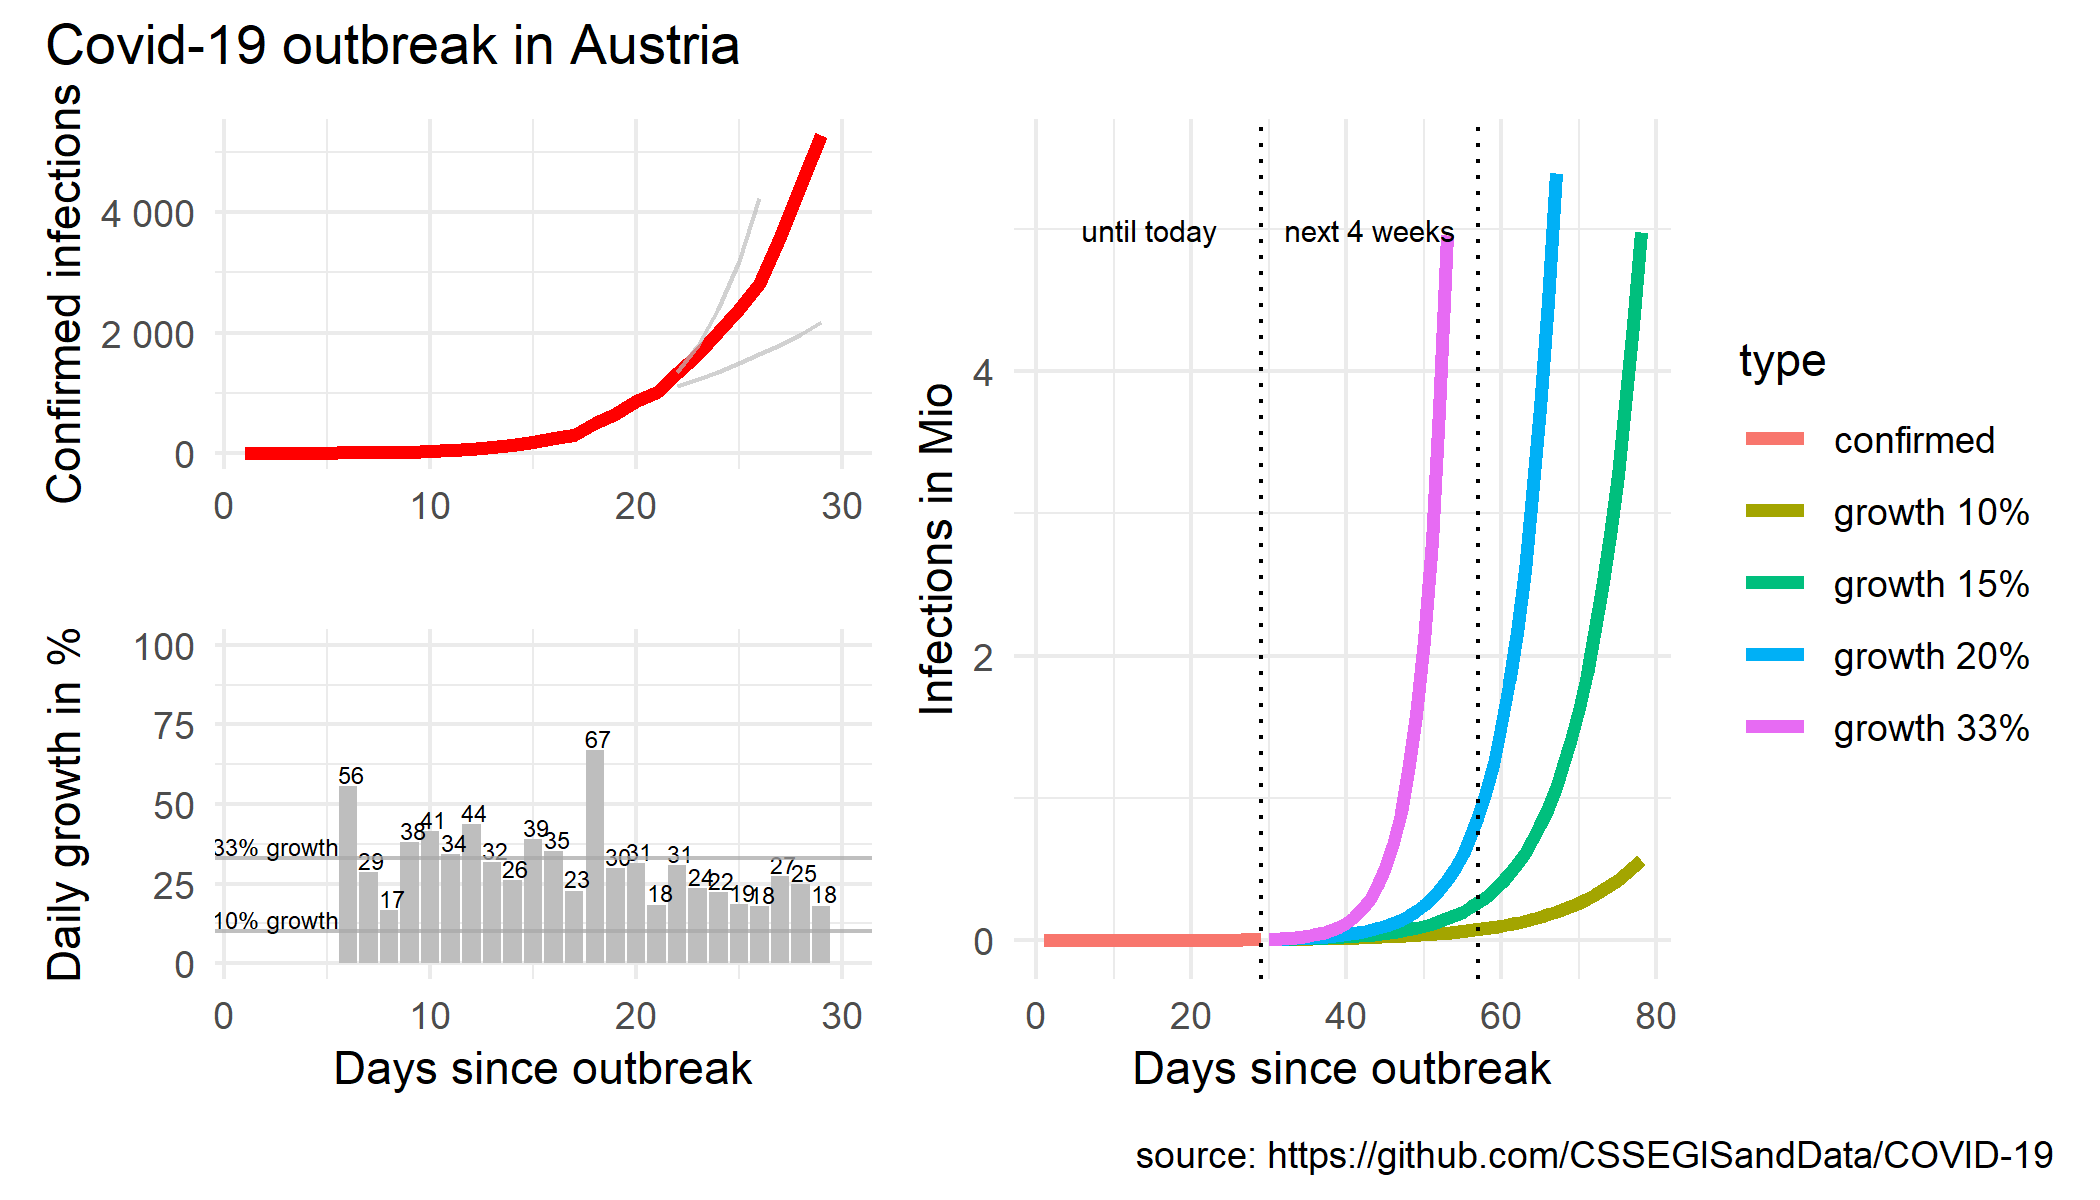 Covid-19 outbreak in Austria
Confirmed infections
4 000
2 000
0
0 10 20 30
Daily growth in %
100
75
50
25
0
33% growth
10% growth
56 29 17 38 41 34 44 32 26 39 35 23 67 30 31 18 31 24 22 19 18 27 25 18
0 10 20 30
Days since outbreak
Infections in Mio
4
2
0
until today
next 4 weeks
0 20 40 60 80
Days since outbreak
type
confirmed
growth 10%
growth 15%
growth 20%
growth 33%
source: https://github.com/CSSEGISandData/COVID-19